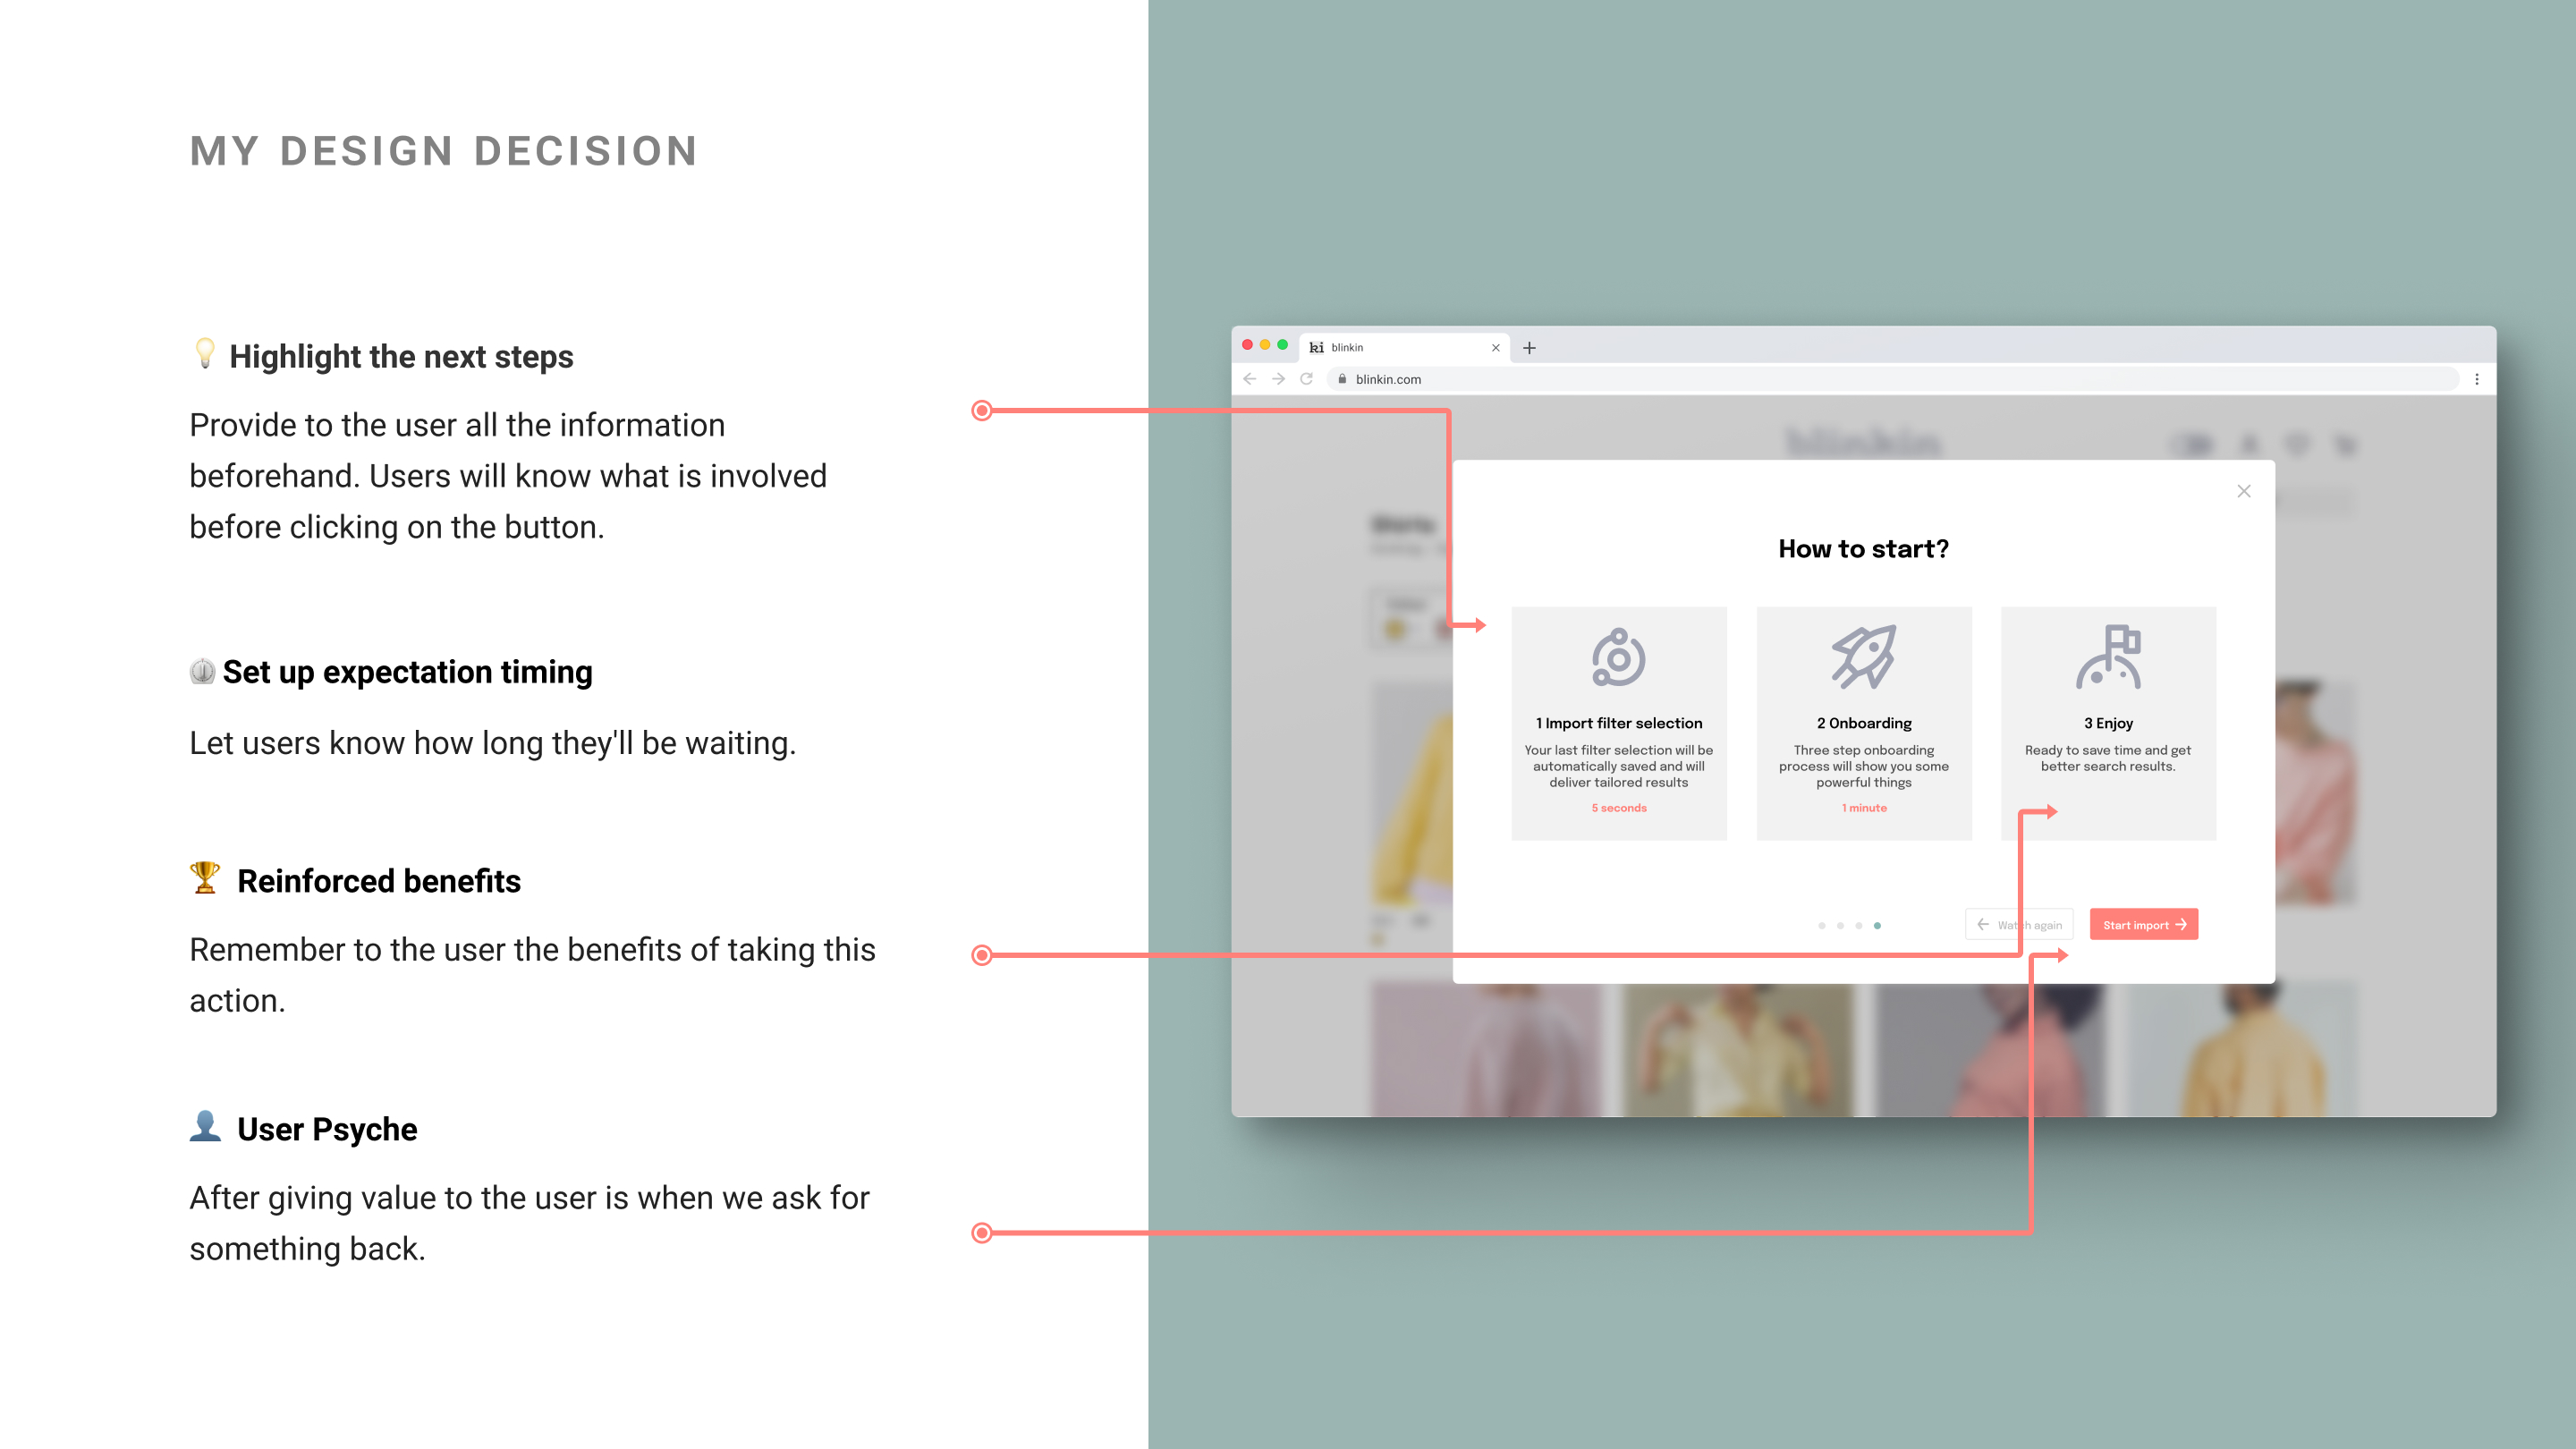 MY DESIGN DECISION
Highlight the next steps
Provide to the user all the information
beforehand. Users will know what is involved
before clicking on the button.
Set up expectation timing
Let users know how long they'll be waiting.
Reinforced benefits
Remember to the user the benefits of taking this
action.
User Psyche
After giving value to the user is when we ask for
something back.
ki blinkin
blinkin.com
blinkin
Shirts
How to start?
1 Import filter selection
Your last filter selection will be
automatically saved and will
deliver tailored results
5 seconds
2 Onboarding
Three step onboarding
process will show you some
powerful things
1 minute
3 Enjoy
Ready to save time and get
better search results.
Watch again
Start import